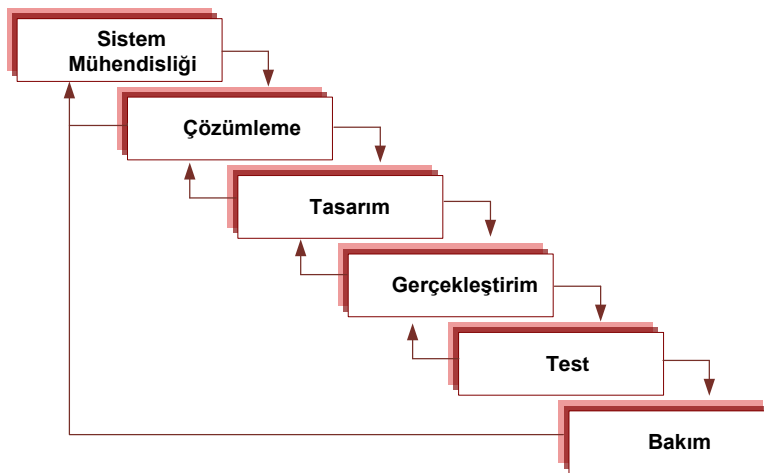 Sistem
Mühendisliği
Çözümleme
Tasarım
Gerçekleştirim
Test
Bakım